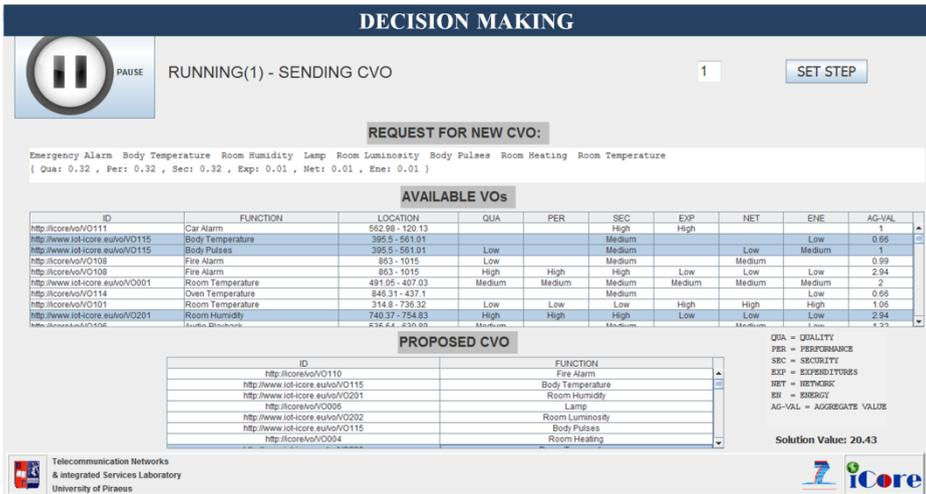 DECISION MAKING
PAUSE
RUNNING(1) - SENDING CVO
1
SET STEP
REQUEST FOR NEW CVO:
Emergency Alarm Body Temperature Room Humidity Lamp Room Luminosity Body Pulses Room Heating Room Temperature
{ Qua: 0.32 , Per: 0.32 , Sec: 0.32 , Exp: 0.01 , Net: 0.01 , Ene: 0.01 }
AVAILABLE VOs
ID FUNCTION LOCATION QUA PER SEC EXP NET ENE AG-VAL
http://icore/vo/VO111 Car Alarm 562.98 - 120.13 High High 1
http://www.iot-icore.eu/vo/VO115 Body Temperature 395.5 - 561.01 Medium Low 0.66
http://www.iot-icore.eu/vo/VO115 Body Pulses 395.5 - 561.01 Low Medium Low Medium 1
http://icore/vo/VO108 Fire Alarm 863 - 1015 Low Medium Medium 0.99
http://icore/vo/VO108 Fire Alarm 863 - 1015 High High High Low Low Low 2.94
http://www.iot-icore.eu/vo/VO001 Room Temperature 491.05 - 407.03 Medium Medium Medium Medium Medium Medium 2
http://icore/vo/VO114 Oven Temperature 846.31 - 437.1 Medium Low 0.66
http://icore/vo/VO101 Room Temperature 314.8 - 736.32 Low Low Low High High High 1.06
http://www.iot-icore.eu/vo/VO201 Room Humidity 740.37 - 754.83 High High High Low Low Low 2.94
http://icore/vo/VO106 Audio Playback Medium Medium Medium Low
PROPOSED CVO
ID FUNCTION
http://icore/vo/VO110 Fire Alarm
http://www.iot-icore.eu/vo/VO115 Body Temperature
http://www.iot-icore.eu/vo/VO201 Room Humidity
http://icore/vo/VO006 Lamp
http://www.iot-icore.eu/vo/VO202 Room Luminosity
http://www.iot-icore.eu/vo/VO115 Body Pulses
http://icore/vo/VO004 Room Heating
QUA = QUALITY
PER = PERFORMANCE
SEC = SECURITY
EXP = EXPENDITURES
NET = NETWORK
EN = ENERGY
AG-VAL = AGGREGATE VALUE
Solution Value: 20.43
Telecommunication Networks
& integrated Services Laboratory
University of Piraeus
7
iCore